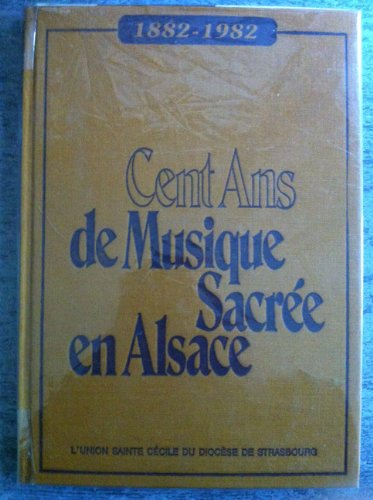 1882-1982
Cent Ans
de Musique
Sacrée
en Alsace
L'UNION SAINTE CÉCILE DU DIOCÈSE DE STRASBOURG